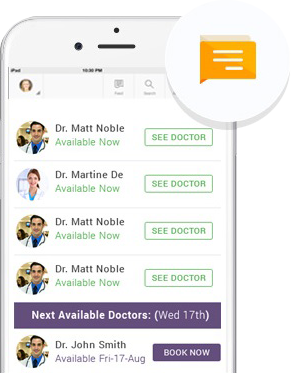 iPad
10:30 PM
Feed
Search
Dr. Matt Noble
Available Now
SEE DOCTOR
Dr. Martine De
Available Now
SEE DOCTOR
Dr. Matt Noble
Available Now
SEE DOCTOR
Dr. Matt Noble
Available Now
SEE DOCTOR
Next Available Doctors: (Wed 17th)
Dr. John Smith
Available Fri-17-Aug
BOOK NOW